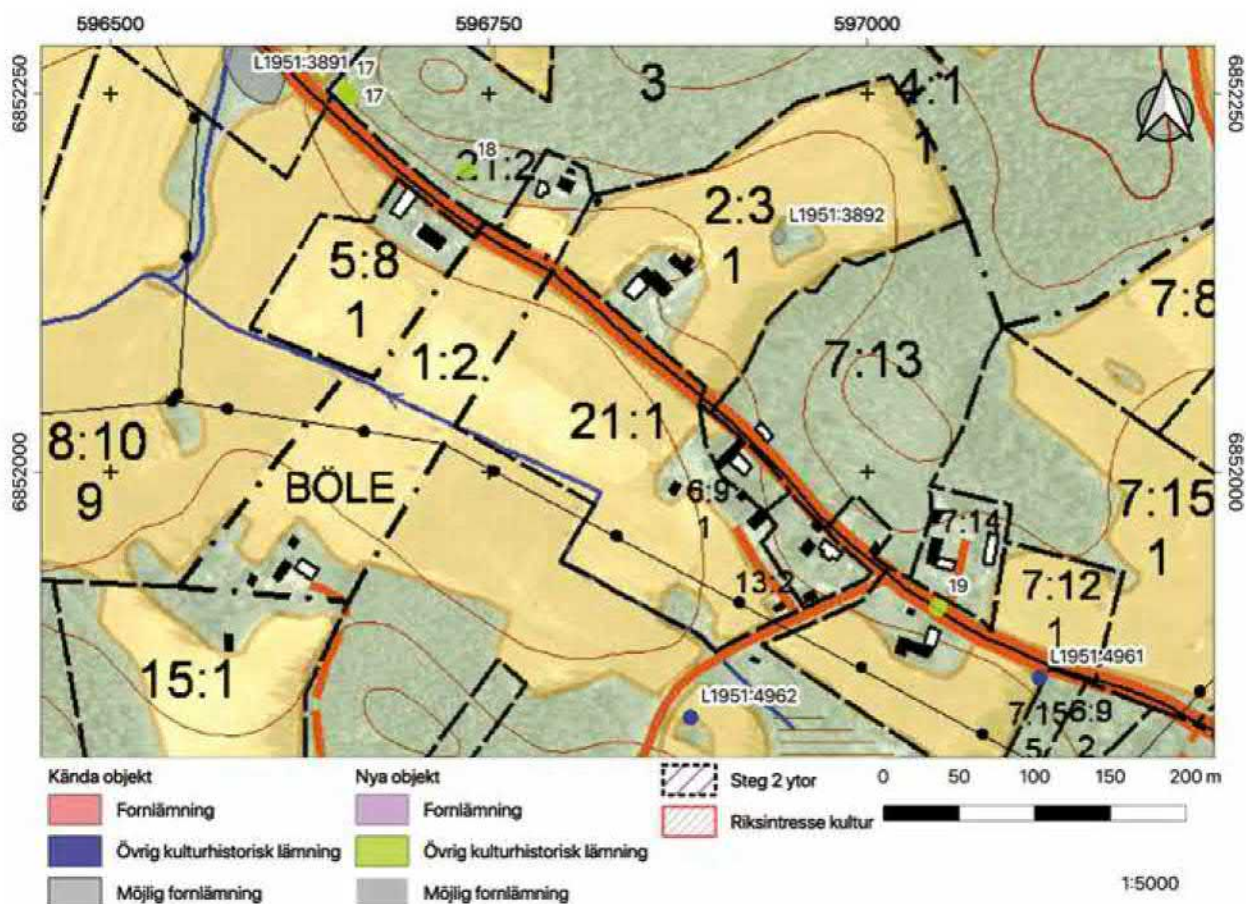 596500 596750 597000
6852250 6852250
L1951:3891 17
17
3
4:1
1
18
21:2
2:3
1
L1951:3892
5:8
1
7:8
7:13
1:2
21:1
8:10
9
BÖLE
6:9
1
6852000 6852000
7:15
1
7:14
13:2
19
7:12
1
15:1
L1951:4961
L1951:4962
7:15 6:9
5 2
Kända objekt
Fornlämning
Övrig kulturhistorisk lämning
Möjlig fornlämning
Nya objekt
Fornlämning
Övrig kulturhistorisk lämning
Möjlig fornlämning
Steg 2 ytor
Riksintresse kultur
0 50 100 150 200 m
1:5000